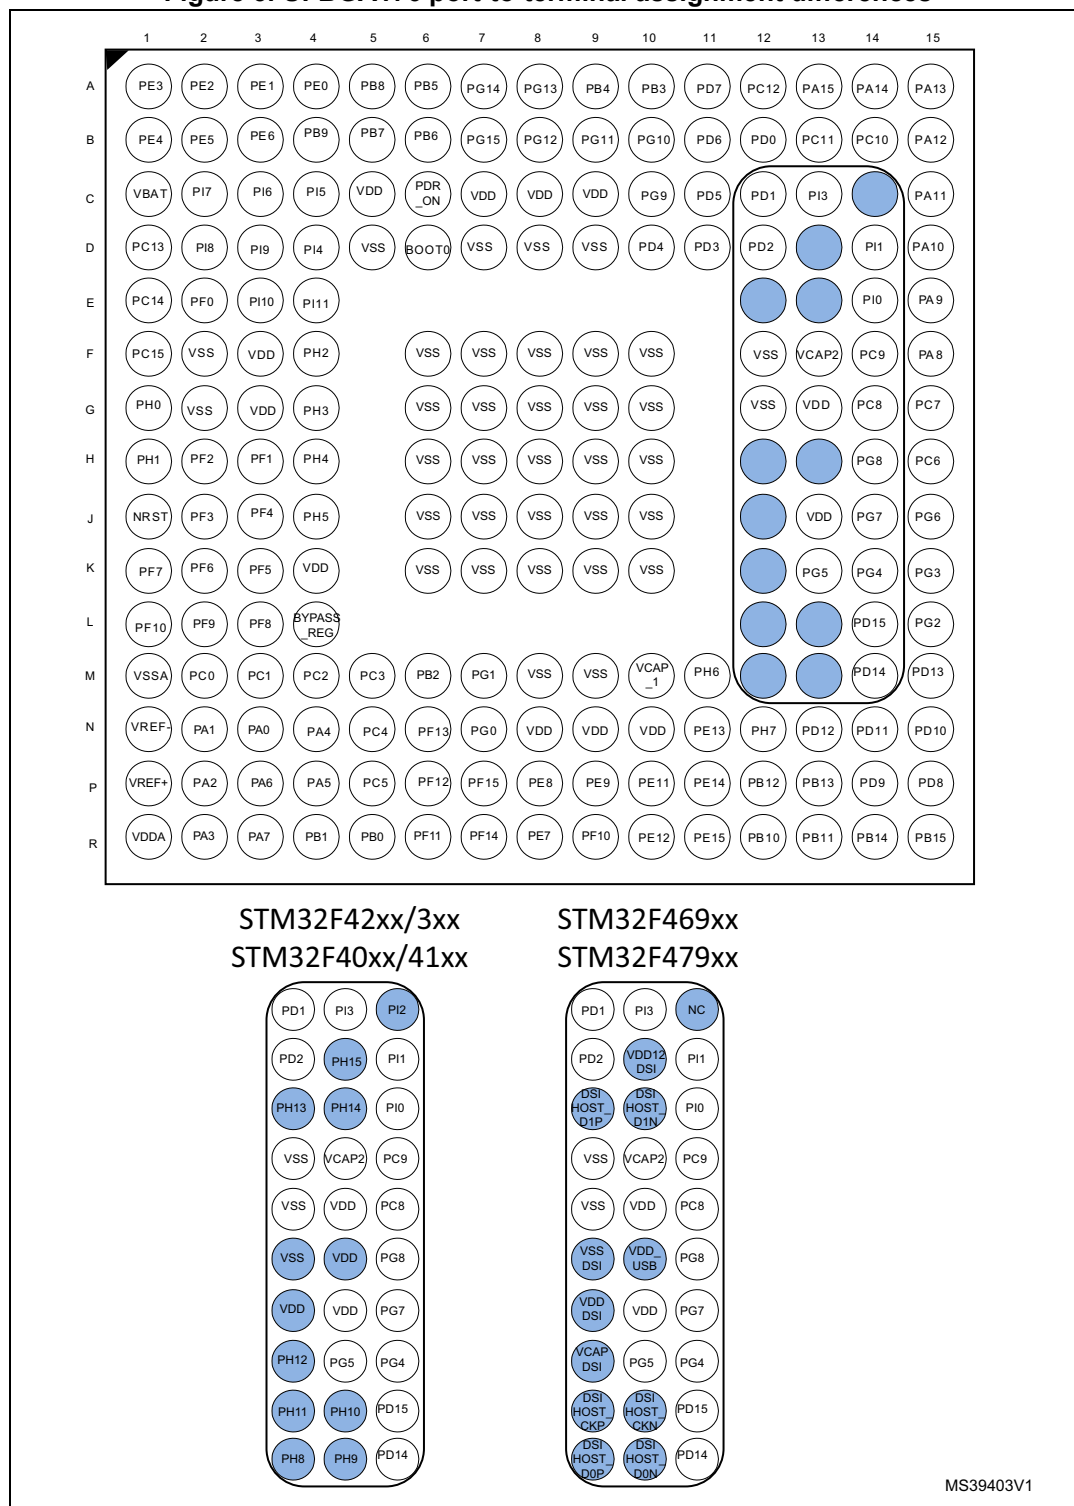 1 2 3 4 5 6 7 8 9 10 11 12 13 14 15
A PE3 PE2 PE1 PE0 PB8 PB5 PG14 PG13 PB4 PB3 PD7 PC12 PA15 PA14 PA13
B PE4 PE5 PE6 PB9 PB7 PB6 PG15 PG12 PG11 PG10 PD6 PD0 PC11 PC10 PA12
C VBAT PI7 PI6 PI5 VDD PDR_ON VDD VDD VDD PG9 PD5 PD1 PI3 PA11
D PC13 PI8 PI9 PI4 VSS BOOT0 VSS VSS VSS PD4 PD3 PD2 PI1 PA10
E PC14 PF0 PI10 PI11 PI0 PA9
F PC15 VSS VDD PH2 VSS VSS VSS VSS VSS VSS VCAP2 PC9 PA8
G PH0 VSS VDD PH3 VSS VSS VSS VSS VSS VSS VDD PC8 PC7
H PH1 PF2 PF1 PH4 VSS VSS VSS VSS VSS PG8 PC6
J NRST PF3 PF4 PH5 VSS VSS VSS VSS VSS VDD PG7 PG6
K PF7 PF6 PF5 VDD VSS VSS VSS VSS VSS PG5 PG4 PG3
L PF10 PF9 PF8 BYPASS_REG PD15 PG2
M VSSA PC0 PC1 PC2 PC3 PB2 PG1 VSS VSS VCAP_1 PH6 PD14 PD13
N VREF- PA1 PA0 PA4 PC4 PF13 PG0 VDD VDD VDD PE13 PH7 PD12 PD11 PD10
P VREF+ PA2 PA6 PA5 PC5 PF12 PF15 PE8 PE9 PE11 PE14 PB12 PB13 PD9 PD8
R VDDA PA3 PA7 PB1 PB0 PF11 PF14 PE7 PF10 PE12 PE15 PB10 PB11 PB14 PB15
STM32F42xx/3xx
STM32F40xx/41xx
PD1 PI3 PI2
PD2 PH15 PI1
PH13 PH14 PI0
VSS VCAP2 PC9
VSS VDD PC8
VSS VDD PG8
VDD VDD PG7
PH12 PG5 PG4
PH11 PH10 PD15
PH8 PH9 PD14
STM32F469xx
STM32F479xx
PD1 PI3 NC
PD2 VDD12 DSI PI1
DSI HOST_ D1P DSI HOST_ D1N PI0
VSS VCAP2 PC9
VSS VDD PC8
VSS DSI VDD_ USB PG8
VDD DSI VDD PG7
VCAP DSI PG5 PG4
DSI HOST_ CKP DSI HOST_ CKN PD15
DSI HOST_ D0P DSI HOST_ D0N PD14
MS39403V1